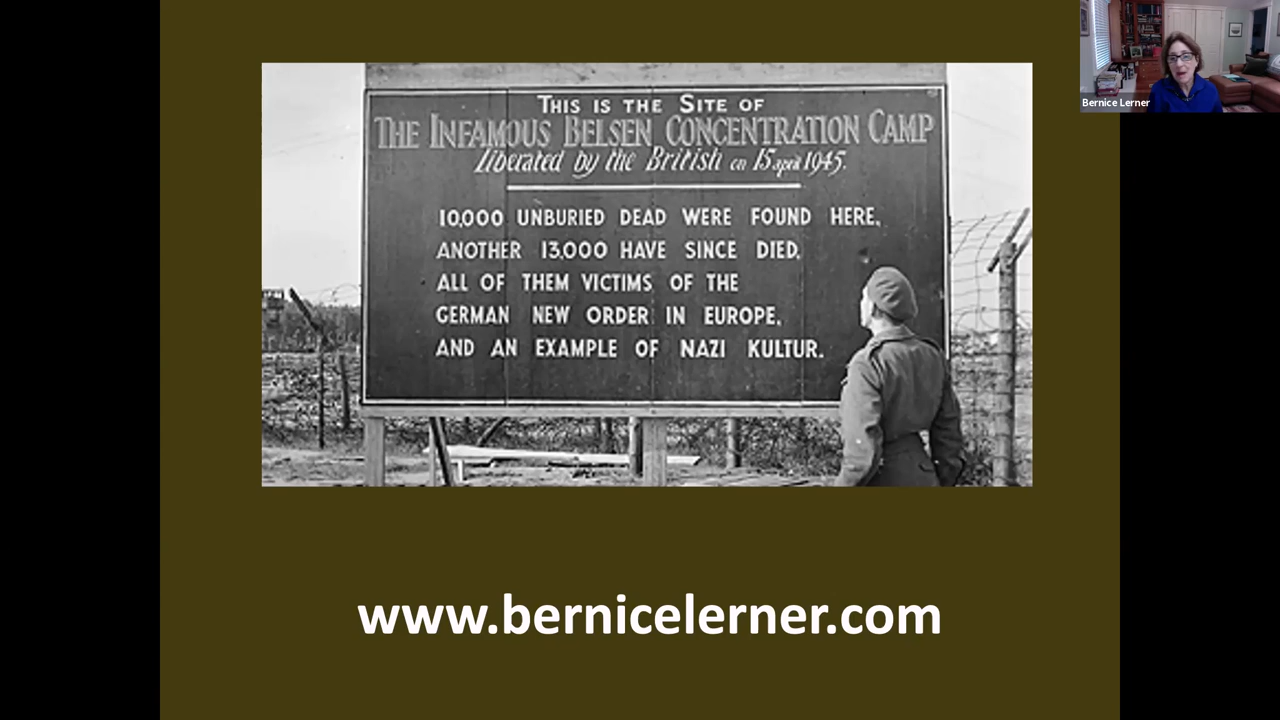 Bernice Lerner
THIS IS THE SITE OF
THE INFAMOUS BELSEN CONCENTRATION CAMP
Liberated by the British on 15 april 1945.
10,000 UNBURIED DEAD WERE FOUND HERE,
ANOTHER 13,000 HAVE SINCE DIED,
ALL OF THEM VICTIMS OF THE
GERMAN NEW ORDER IN EUROPE,
AND AN EXAMPLE OF NAZI KULTUR.
www.bernicelerner.com